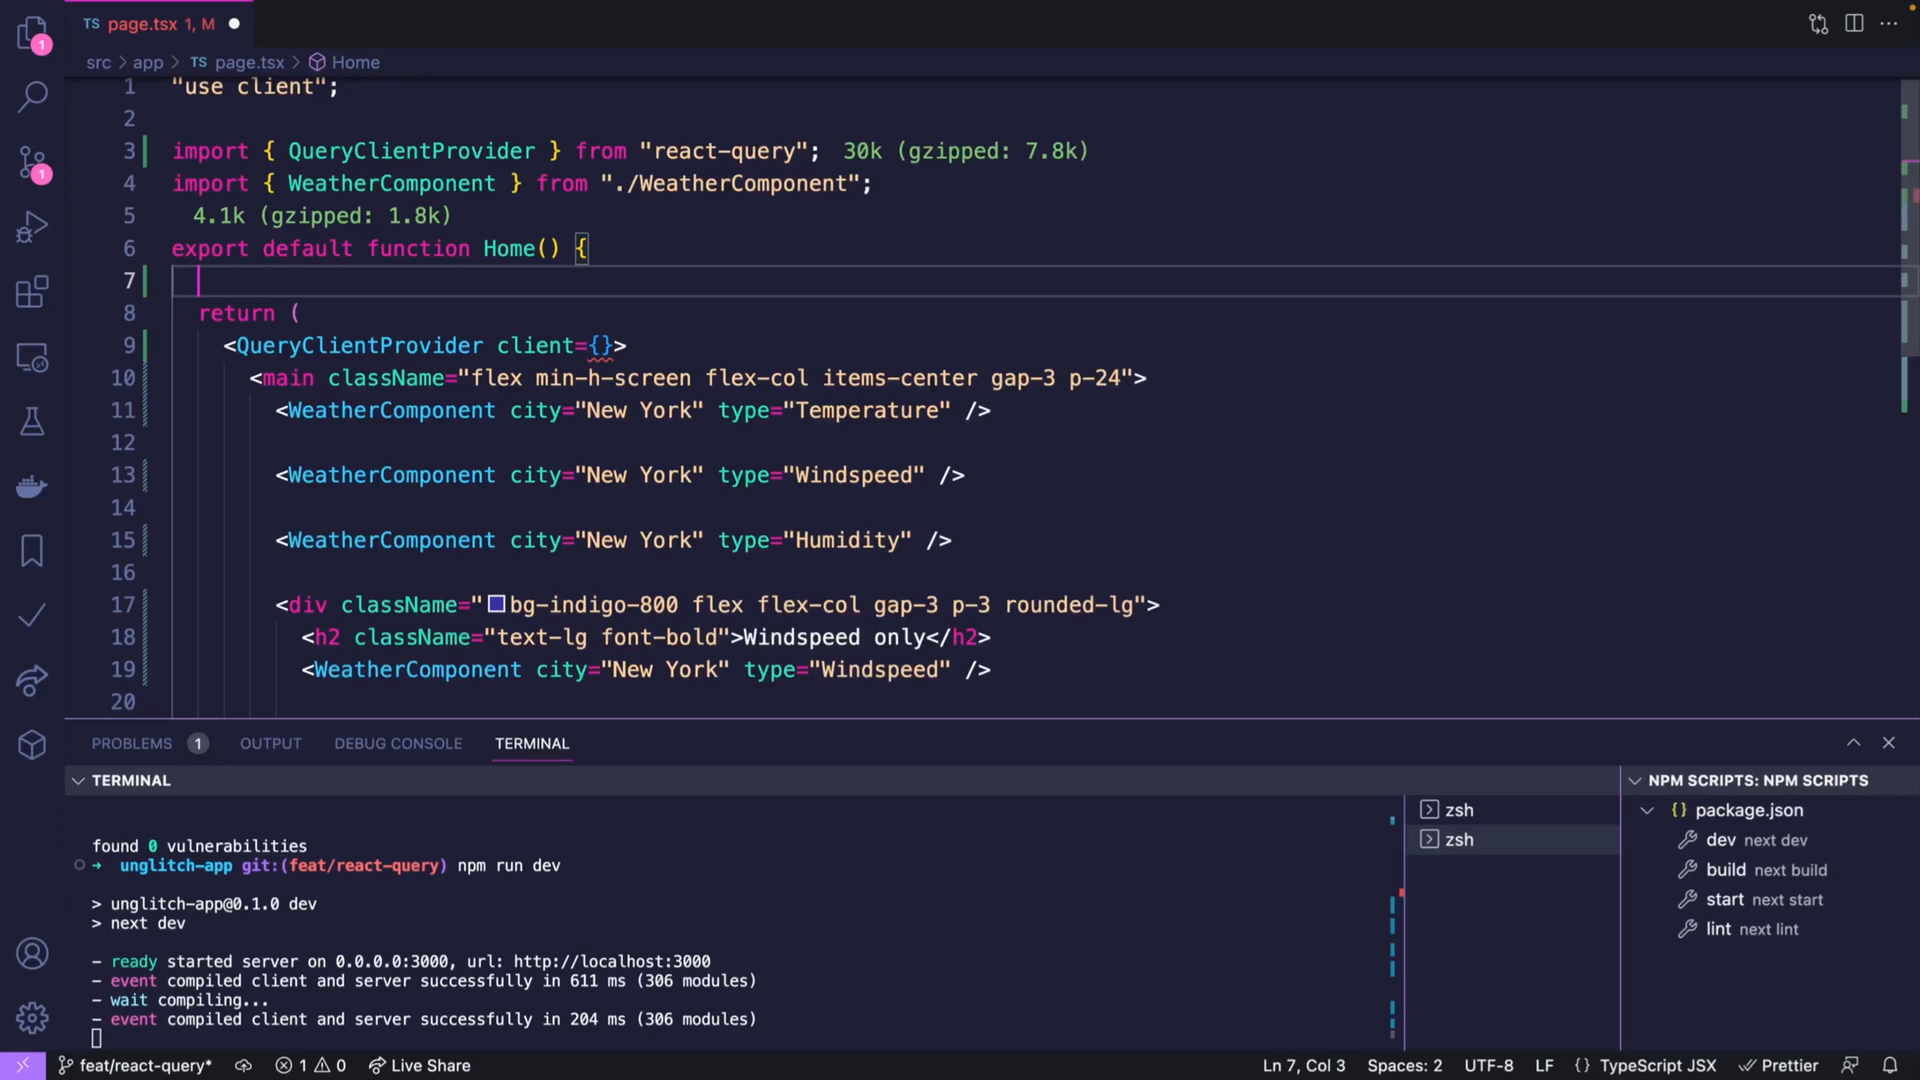 TS page.tsx 1, M
src > app > TS page.tsx > Home
1 "use client";
2
3 import { QueryClientProvider } from "react-query"; 30k (gzipped: 7.8k)
4 import { WeatherComponent } from "./WeatherComponent";
5 4.1k (gzipped: 1.8k)
6 export default function Home() {
7
8 return (
9 <QueryClientProvider client={}>
10 <main className="flex min-h-screen flex-col items-center gap-3 p-24">
11 <WeatherComponent city="New York" type="Temperature" />
12
13 <WeatherComponent city="New York" type="Windspeed" />
14
15 <WeatherComponent city="New York" type="Humidity" />
16
17 <div className="bg-indigo-800 flex flex-col gap-3 p-3 rounded-lg">
18 <h2 className="text-lg font-bold">Windspeed only</h2>
19 <WeatherComponent city="New York" type="Windspeed" />
20
1
1
PROBLEMS 1 OUTPUT DEBUG CONSOLE TERMINAL
TERMINAL
found 0 vulnerabilities
→ unglitch-app git:(feat/react-query) npm run dev
> unglitch-app@0.1.0 dev
> next dev
- ready started server on 0.0.0.0:3000, url: http://localhost:3000
- event compiled client and server successfully in 611 ms (306 modules)
- wait compiling...
- event compiled client and server successfully in 204 ms (306 modules)
zsh
zsh
NPM SCRIPTS: NPM SCRIPTS
{} package.json
dev next dev
build next build
start next start
lint next lint
feat/react-query* 1 0 Live Share Ln 7, Col 3 Spaces: 2 UTF-8 LF {} TypeScript JSX Prettier